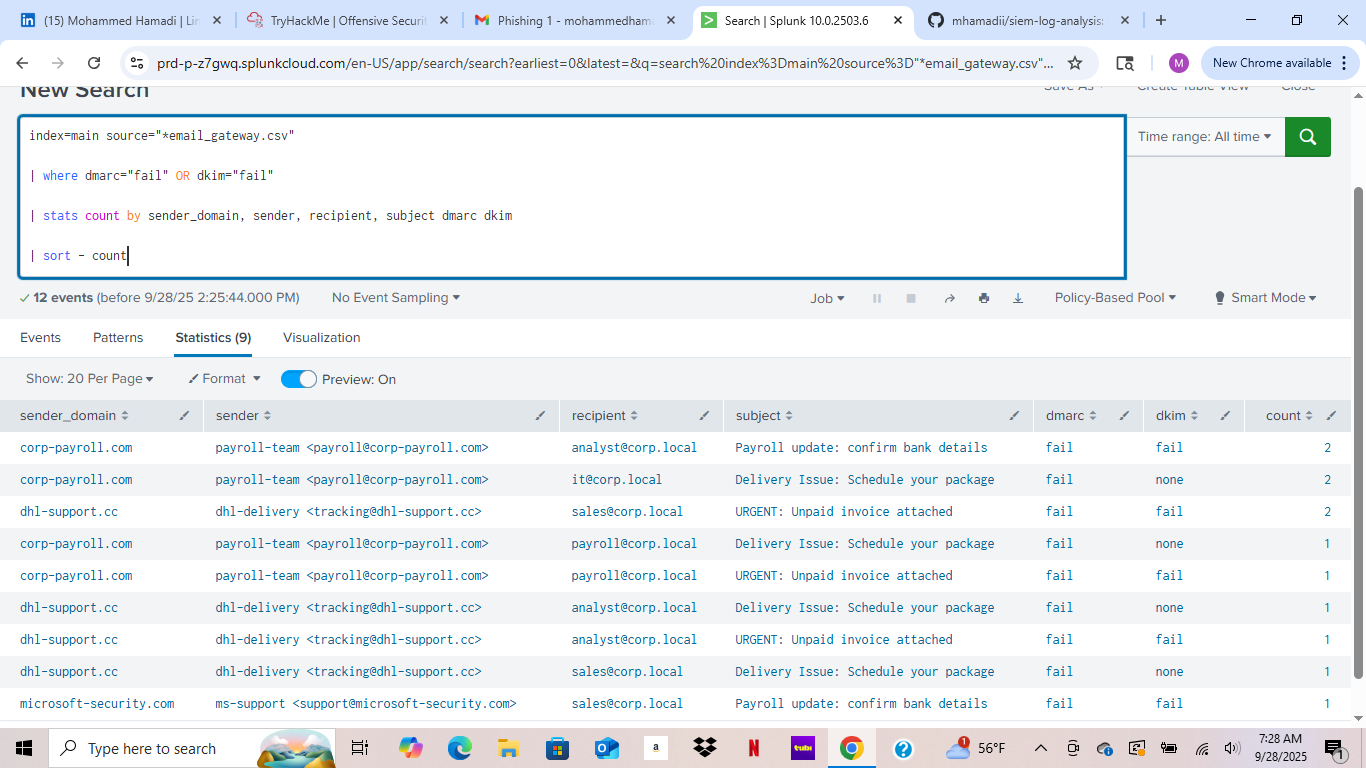 (15) Mohammed Hamadi | Lin
TryHackMe | Offensive Securit
Phishing 1 - mohammedhama
Search | Splunk 10.0.2503.6
mhamadii/siem-log-analysis:
prd-p-z7gwq.splunkcloud.com/en-US/app/search/search?earliest=0&latest=&q=search%20index%3Dmain%20source%3D"*email_gateway.csv"...
M
New Chrome available
New Search
Save As
Create Table View
Close
index=main source="*email_gateway.csv"
Time range: All time
| where dmarc="fail" OR dkim="fail"
| stats count by sender_domain, sender, recipient, subject dmarc dkim
| sort - count
12 events (before 9/28/25 2:25:44.000 PM)
No Event Sampling
Job
Policy-Based Pool
Smart Mode
Events
Patterns
Statistics (9)
Visualization
Show: 20 Per Page
Format
Preview: On
sender_domain sender recipient subject dmarc dkim count
corp-payroll.com payroll-team <payroll@corp-payroll.com> analyst@corp.local Payroll update: confirm bank details fail fail 2
corp-payroll.com payroll-team <payroll@corp-payroll.com> it@corp.local Delivery Issue: Schedule your package fail none 2
dhl-support.cc dhl-delivery <tracking@dhl-support.cc> sales@corp.local URGENT: Unpaid invoice attached fail fail 2
corp-payroll.com payroll-team <payroll@corp-payroll.com> payroll@corp.local Delivery Issue: Schedule your package fail none 1
corp-payroll.com payroll-team <payroll@corp-payroll.com> payroll@corp.local URGENT: Unpaid invoice attached fail fail 1
dhl-support.cc dhl-delivery <tracking@dhl-support.cc> analyst@corp.local Delivery Issue: Schedule your package fail none 1
dhl-support.cc dhl-delivery <tracking@dhl-support.cc> analyst@corp.local URGENT: Unpaid invoice attached fail fail 1
dhl-support.cc dhl-delivery <tracking@dhl-support.cc> sales@corp.local Delivery Issue: Schedule your package fail none 1
microsoft-security.com ms-support <support@microsoft-security.com> sales@corp.local Payroll update: confirm bank details fail fail 1
Type here to search
a
N
tubi
1
56°F
7:28 AM
9/28/2025
1